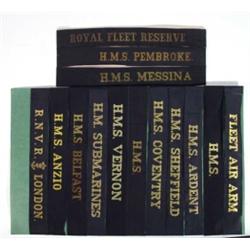 ROYAL FLEET RESERVE
H.M.S. PEMBROKE.
H.M.S. MESSINA
R.N.V.R LONDON
H.M.S. ANZIO
H.M.S. BELFAST
H.M. SUBMARINES
H.M.S. VERNON
H.M.S.
H.M.S. COVENTRY
H.M.S. SHEFFIELD
H.M.S. ARDENT
H.M.S.
FLEET AIR ARM